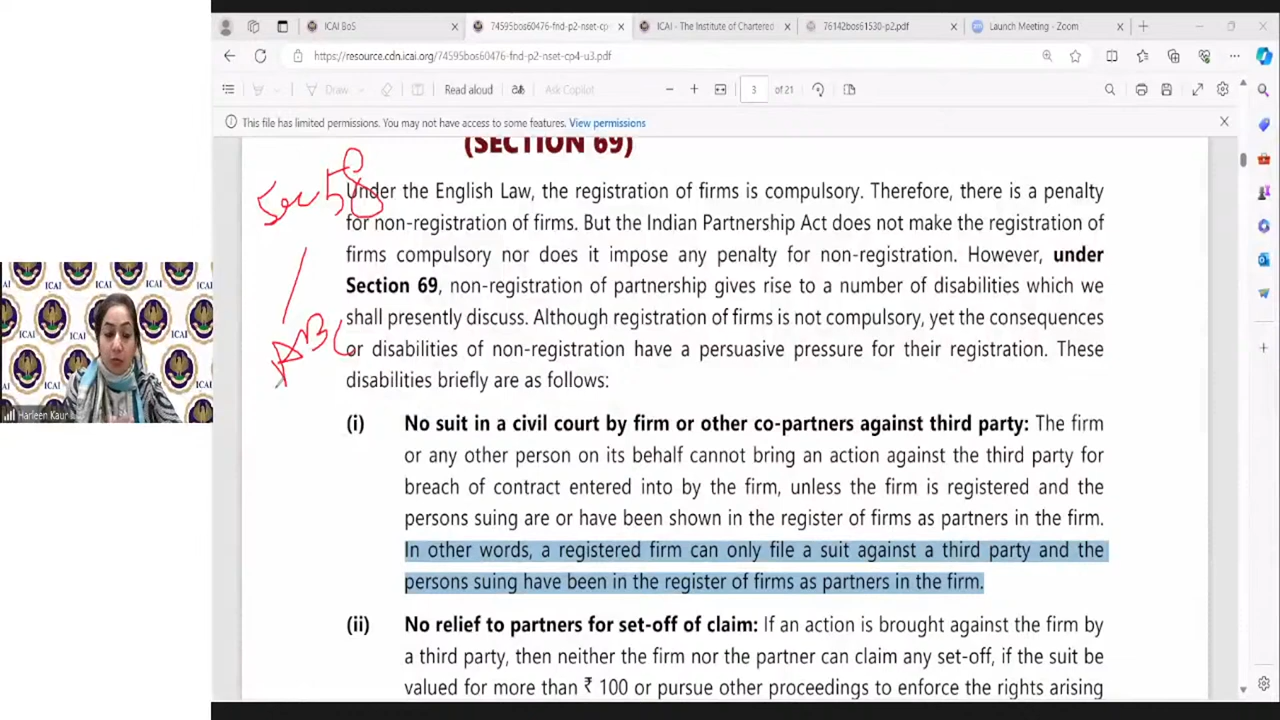 ICAI BoS
74595bos60476-fnd-p2-nset-cp-
ICAI - The Institute of Chartered
76142bos61530-p2.pdf
Launch Meeting - Zoom
https://resource.cdn.icai.org/74595bos60476-fnd-p2-nset-cp4-u3.pdf
Draw
Read aloud
Ask Copilot
3 of 21
This file has limited permissions. You may not have access to some features. View permissions
(SECTION 69)
Sec 58
Under the English Law, the registration of firms is compulsory. Therefore, there is a penalty
for non-registration of firms. But the Indian Partnership Act does not make the registration of
firms compulsory nor does it impose any penalty for non-registration. However, under
Section 69, non-registration of partnership gives rise to a number of disabilities which we
shall presently discuss. Although registration of firms is not compulsory, yet the consequences
ABC
or disabilities of non-registration have a persuasive pressure for their registration. These
disabilities briefly are as follows:
(i) No suit in a civil court by firm or other co-partners against third party: The firm
or any other person on its behalf cannot bring an action against the third party for
breach of contract entered into by the firm, unless the firm is registered and the
persons suing are or have been shown in the register of firms as partners in the firm.
In other words, a registered firm can only file a suit against a third party and the
persons suing have been in the register of firms as partners in the firm.
(ii) No relief to partners for set-off of claim: If an action is brought against the firm by
a third party, then neither the firm nor the partner can claim any set-off, if the suit be
valued for more than ₹ 100 or pursue other proceedings to enforce the rights arising
ICAI
ICAI
Harleen Kaur